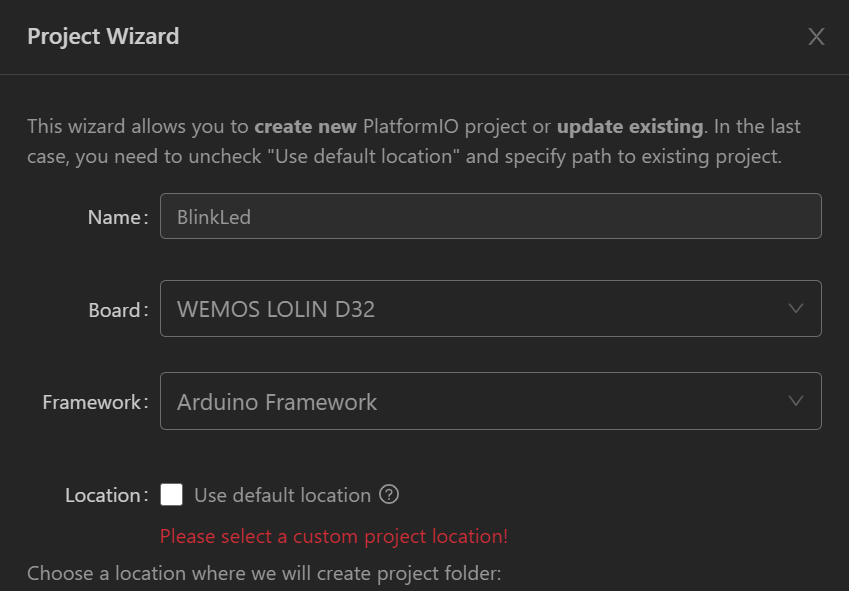 Project Wizard
This wizard allows you to create new PlatformIO project or update existing. In the last
case, you need to uncheck "Use default location" and specify path to existing project.
Name: BlinkLed
Board: WEMOS LOLIN D32
Framework: Arduino Framework
Location: Use default location ?
Please select a custom project location!
Choose a location where we will create project folder: